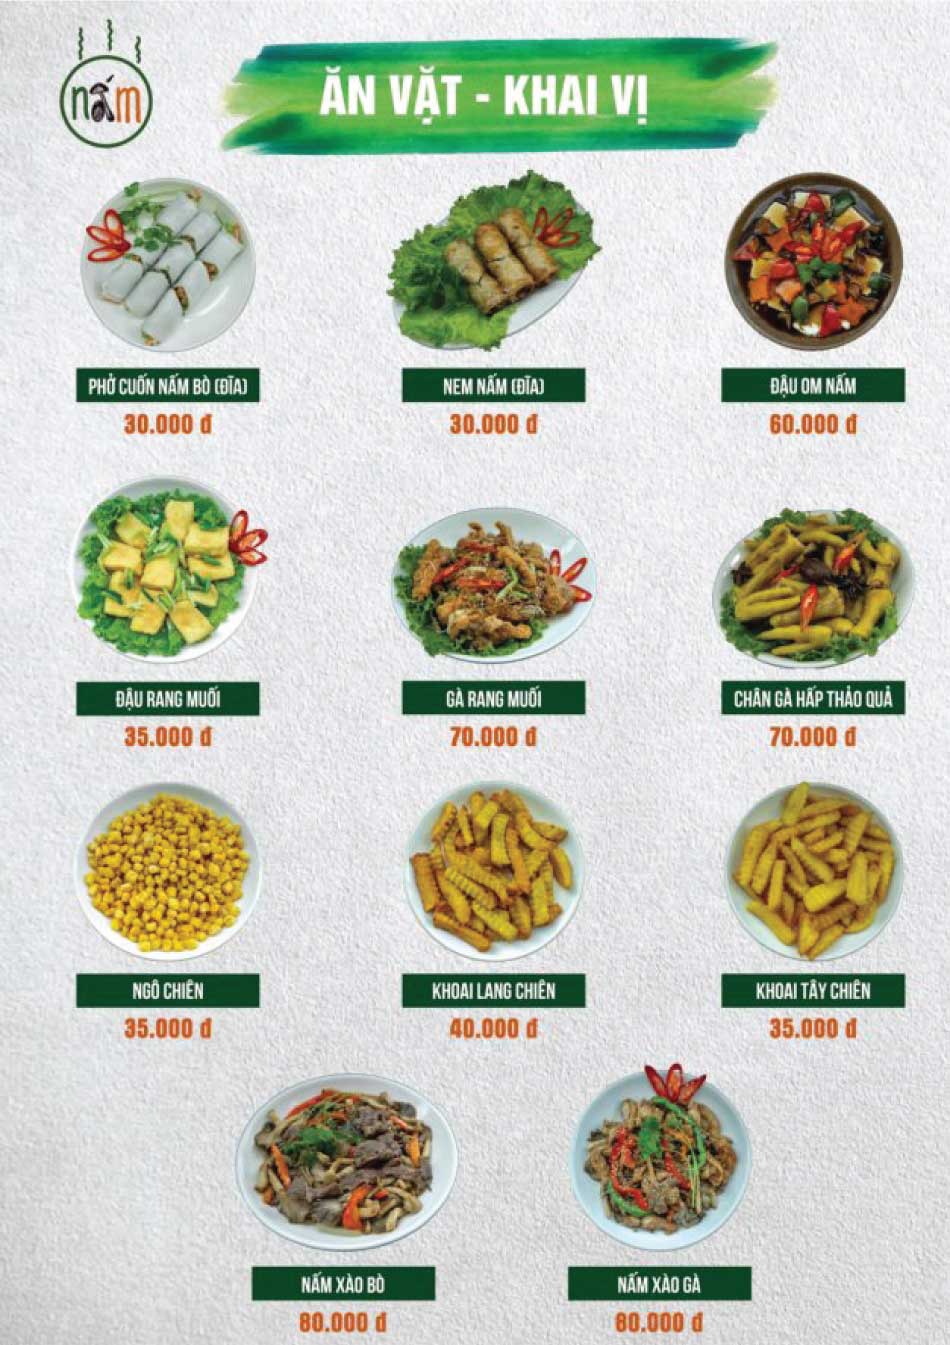 nấm
ĂN VẶT - KHAI VỊ
PHỞ CUỐN NẤM BÒ (ĐĨA)
30.000 đ
NEM NẤM (ĐĨA)
30.000 đ
ĐẬU OM NẤM
60.000 đ
ĐẬU RANG MUỐI
35.000 đ
GÀ RANG MUỐI
70.000 đ
CHÂN GÀ HẤP THẢO QUẢ
70.000 đ
NGÔ CHIÊN
35.000 đ
KHOAI LANG CHIÊN
40.000 đ
KHOAI TÂY CHIÊN
35.000 đ
NẤM XÀO BÒ
80.000 đ
NẤM XÀO GÀ
80.000 đ